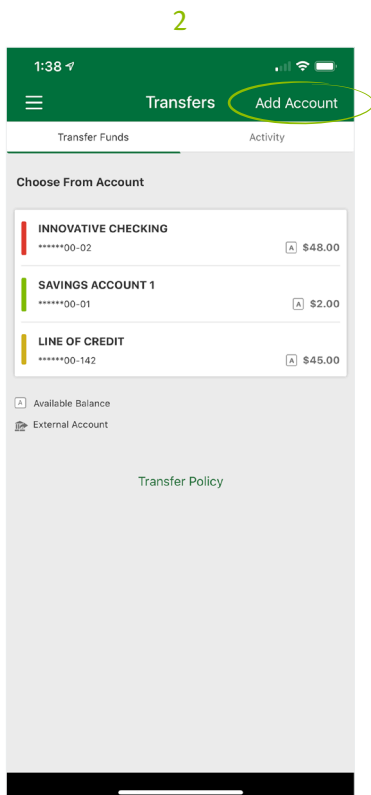 2
1:38
Transfers Add Account
Transfer Funds Activity
Choose From Account
INNOVATIVE CHECKING
******00-02 A $48.00
SAVINGS ACCOUNT 1
******00-01 A $2.00
LINE OF CREDIT
******00-142 A $45.00
A Available Balance
External Account
Transfer Policy